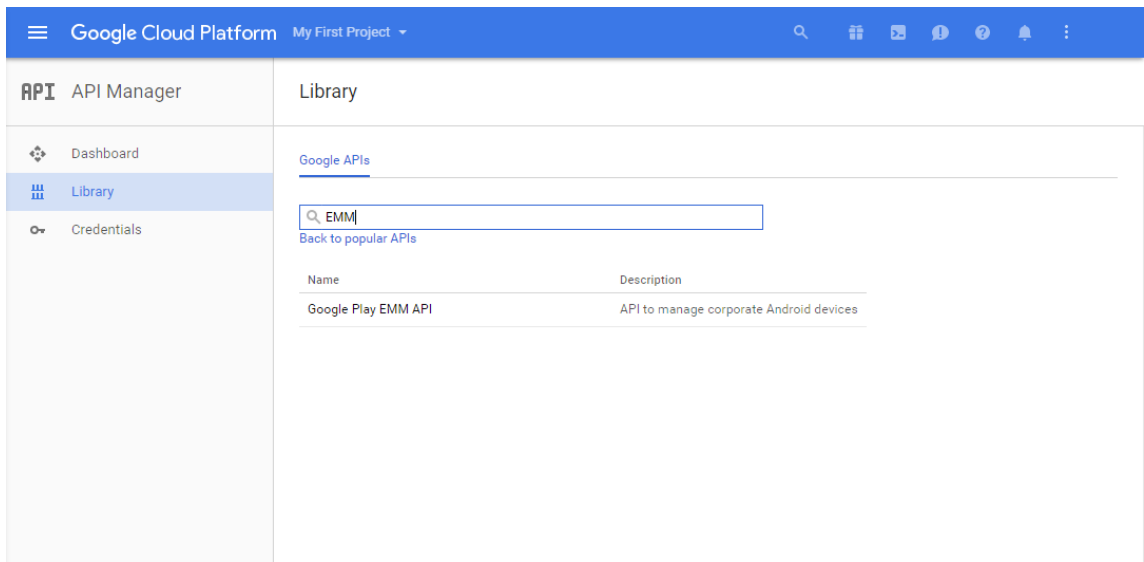 Google Cloud Platform My First Project
API API Manager
Library
Dashboard
Library
Credentials
Google APIs
EMM
Back to popular APIs
Name Description
Google Play EMM API API to manage corporate Android devices